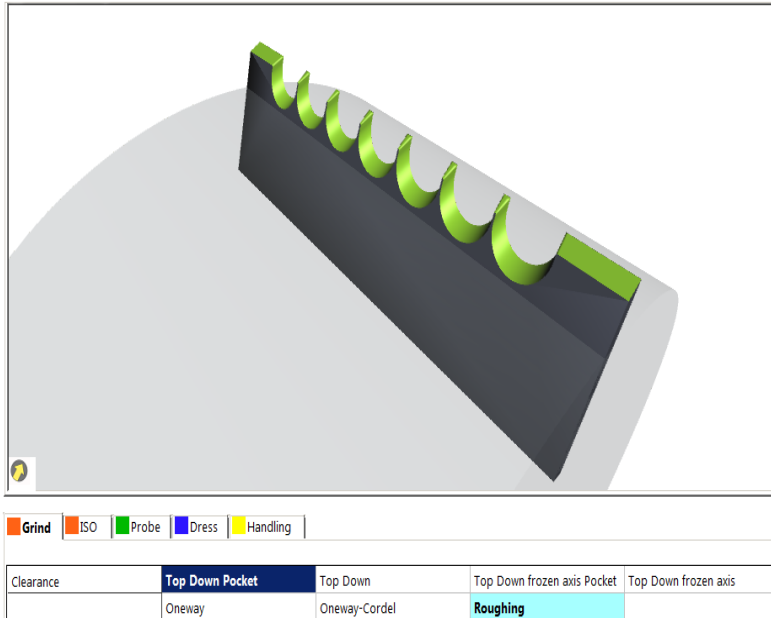 Grind ISO Probe Dress Handling
Clearance Top Down Pocket Top Down Top Down frozen axis Pocket Top Down frozen axis
Oneway Oneway-Cordel Roughing